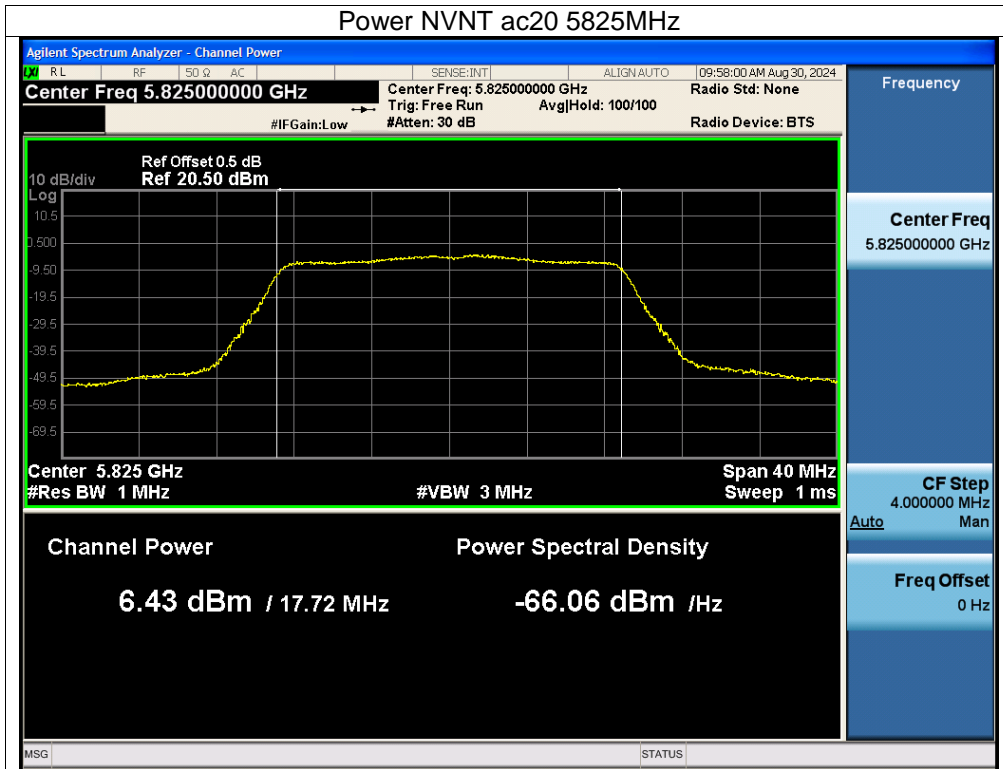 Power NVNT ac20 5825MHz
Agilent Spectrum Analyzer - Channel Power
LXI RL RF 50 Ω AC SENSE:INT ALIGN AUTO 09:58:00 AM Aug 30, 2024
Center Freq 5.825000000 GHz
Center Freq: 5.825000000 GHz Radio Std: None
Trig: Free Run Avg|Hold: 100/100
#IFGain:Low #Atten: 30 dB Radio Device: BTS
Frequency
Ref Offset 0.5 dB
10 dB/div Ref 20.50 dBm
Log
10.5
0.500
-9.50
-19.5
-29.5
-39.5
-49.5
-59.5
-69.5
Center 5.825 GHz Span 40 MHz
#Res BW 1 MHz #VBW 3 MHz Sweep 1 ms
Center Freq
5.825000000 GHz
CF Step
4.000000 MHz
Auto Man
Freq Offset
0 Hz
Channel Power Power Spectral Density
6.43 dBm / 17.72 MHz -66.06 dBm /Hz
MSG STATUS